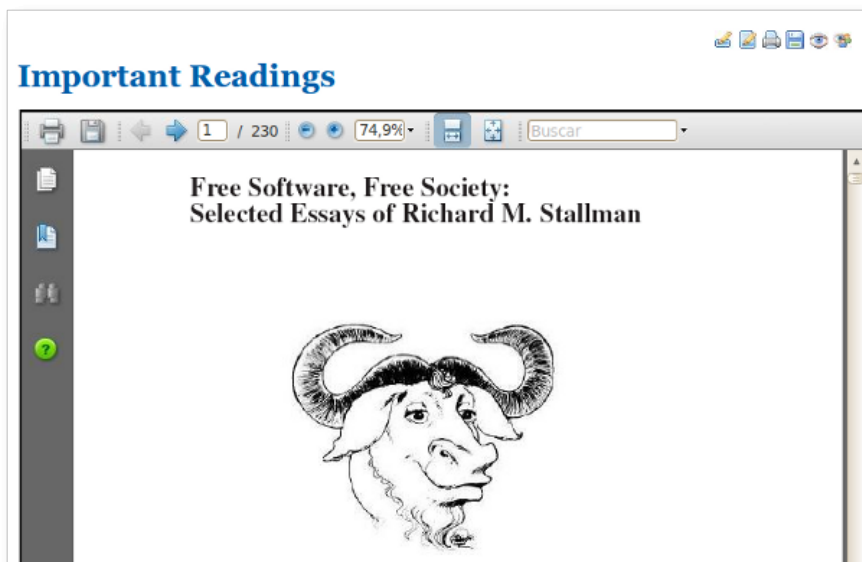 Important Readings
1 / 230 74,9% Buscar
Free Software, Free Society:
Selected Essays of Richard M. Stallman
?